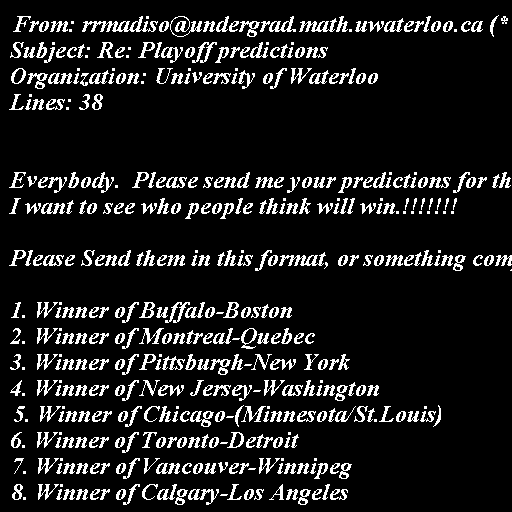 From: rrmadiso@undergrad.math.uwaterloo.ca (*
Subject: Re: Playoff predictions
Organization: University of Waterloo
Lines: 38
Everybody. Please send me your predictions for th
I want to see who people think will win.!!!!!!!
Please Send them in this format, or something com
1. Winner of Buffalo-Boston
2. Winner of Montreal-Quebec
3. Winner of Pittsburgh-New York
4. Winner of New Jersey-Washington
5. Winner of Chicago-(Minnesota/St.Louis)
6. Winner of Toronto-Detroit
7. Winner of Vancouver-Winnipeg
8. Winner of Calgary-Los Angeles